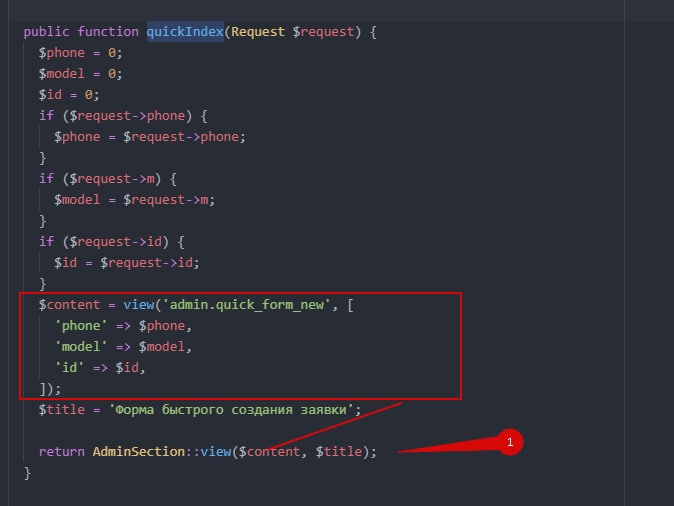 public function quickIndex(Request $request) {
$phone = 0;
$model = 0;
$id = 0;
if ($request->phone) {
$phone = $request->phone;
}
if ($request->m) {
$model = $request->m;
}
if ($request->id) {
$id = $request->id;
}
$content = view('admin.quick_form_new', [
'phone' => $phone,
'model' => $model,
'id' => $id,
]);
$title = 'Форма быстрого создания заявки';
return AdminSection::view($content, $title);
1
}